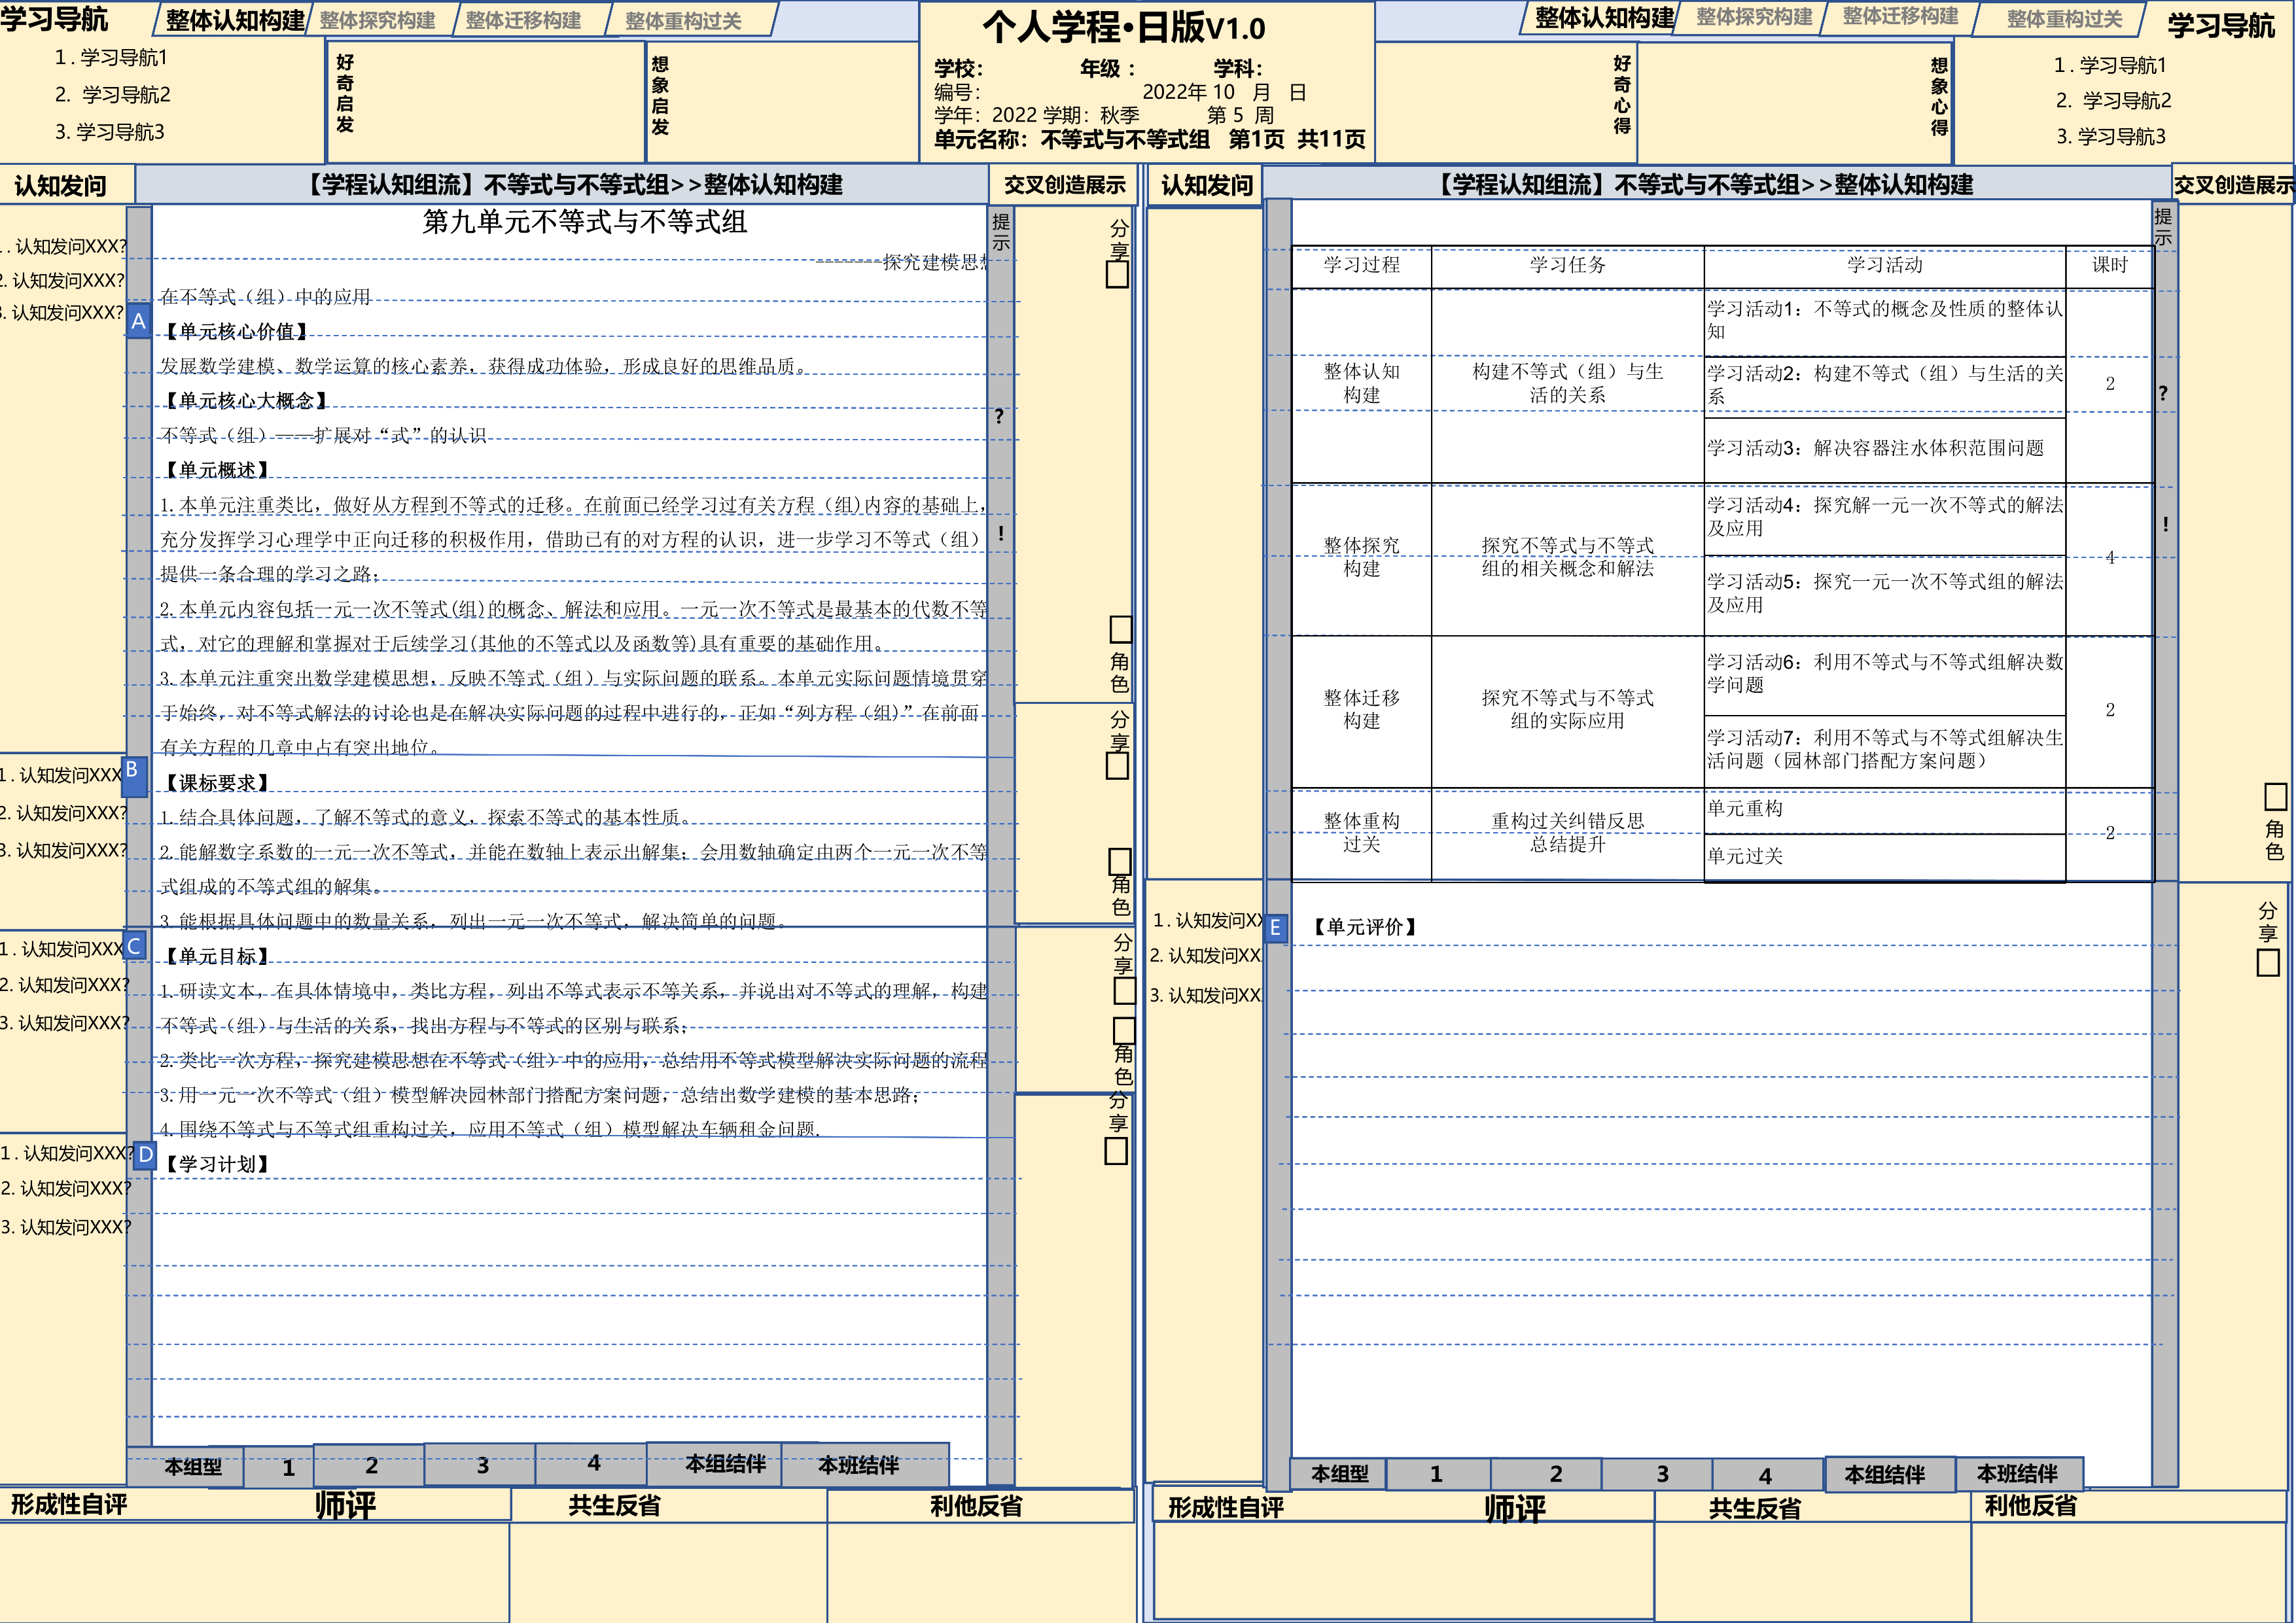 学习导航
整体认知构建
整体探究构建
整体迁移构建
整体重构过关
1 . 学习导航1
2. 学习导航2
3. 学习导航3
好奇启发
想象启发
个人学程•日版V1.0
学校： 年级： 学科：
编号： 2022年 10 月 日
学年：2022 学期：秋季 第 5 周
单元名称：不等式与不等式组 第1页 共11页
整体认知构建
整体探究构建
整体迁移构建
整体重构过关
学习导航
好奇心得
想象心得
1 . 学习导航1
2. 学习导航2
3. 学习导航3
认知发问
【学程认知组流】不等式与不等式组>>整体认知构建
交叉创造展示
第九单元不等式与不等式组
———探究建模思想
在不等式（组）中的应用
【单元核心价值】
发展数学建模、数学运算的核心素养，获得成功体验，形成良好的思维品质。
【单元核心大概念】
不等式（组）——扩展对“式”的认识
【单元概述】
1. 本单元注重类比，做好从方程到不等式的迁移。在前面已经学习过有关方程（组)内容的基础上，
充分发挥学习心理学中正向迁移的积极作用，借助已有的对方程的认识，进一步学习不等式（组）
提供一条合理的学习之路；
2. 本单元内容包括一元一次不等式(组)的概念、解法和应用。一元一次不等式是最基本的代数不等
式，对它的理解和掌握对于后续学习(其他的不等式以及函数等)具有重要的基础作用。
3. 本单元注重突出数学建模思想，反映不等式（组）与实际问题的联系。本单元实际问题情境贯穿
于始终，对不等式解法的讨论也是在解决实际问题的过程中进行的，正如“列方程（组)”在前面
有关方程的几章中占有突出地位。
【课标要求】
1. 结合具体问题，了解不等式的意义，探索不等式的基本性质。
2. 能解数字系数的一元一次不等式，并能在数轴上表示出解集；会用数轴确定由两个一元一次不等
式组成的不等式组的解集。
3. 能根据具体问题中的数量关系，列出一元一次不等式，解决简单的问题。
【单元目标】
1. 研读文本，在具体情境中，类比方程，列出不等式表示不等关系，并说出对不等式的理解，构建
不等式（组）与生活的关系，找出方程与不等式的区别与联系；
2. 类比一次方程，探究建模思想在不等式（组）中的应用，总结用不等式模型解决实际问题的流程
3. 用一元一次不等式（组）模型解决园林部门搭配方案问题，总结出数学建模的基本思路；
4. 围绕不等式与不等式组重构过关，应用不等式（组）模型解决车辆租金问题.
【学习计划】
. 认知发问XXX?
2. 认知发问XXX?
3. 认知发问XXX?
A
1 . 认知发问XXX
2. 认知发问XXX?
3. 认知发问XXX?
B
1 . 认知发问XXX
2. 认知发问XXX?
3. 认知发问XXX?
C
1 . 认知发问XXX?
2. 认知发问XXX?
3. 认知发问XXX?
D
提示
?
!
分享
角色
分享
角色
分享
角色
分享
本组型 1 2 3 4 本组结伴 本班结伴
形成性自评 师评 共生反省 利他反省
认知发问
【学程认知组流】不等式与不等式组>>整体认知构建
交叉创造展示
提示
?
!
学习过程 学习任务 学习活动 课时
整体认知
构建
构建不等式（组）与生
活的关系
学习活动1：不等式的概念及性质的整体认
知
学习活动2：构建不等式（组）与生活的关
系
学习活动3：解决容器注水体积范围问题
2
整体探究
构建
探究不等式与不等式
组的相关概念和解法
学习活动4：探究解一元一次不等式的解法
及应用
学习活动5：探究一元一次不等式组的解法
及应用
4
整体迁移
构建
探究不等式与不等式
组的实际应用
学习活动6：利用不等式与不等式组解决数
学问题
学习活动7：利用不等式与不等式组解决生
活问题（园林部门搭配方案问题）
2
整体重构
过关
重构过关纠错反思
总结提升
单元重构
单元过关
2
角色
分享
1. 认知发问XX
2. 认知发问XX
3. 认知发问XX
E
【单元评价】
本组型 1 2 3 4 本组结伴 本班结伴
形成性自评 师评 共生反省 利他反省